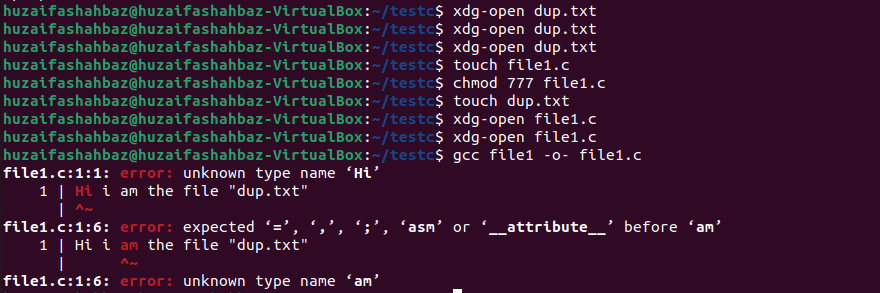 huzaifashahbaz@huzaifashahbaz-VirtualBox:~/testc$ xdg-open dup.txt
huzaifashahbaz@huzaifashahbaz-VirtualBox:~/testc$ xdg-open dup.txt
huzaifashahbaz@huzaifashahbaz-VirtualBox:~/testc$ xdg-open dup.txt
huzaifashahbaz@huzaifashahbaz-VirtualBox:~/testc$ touch file1.c
huzaifashahbaz@huzaifashahbaz-VirtualBox:~/testc$ chmod 777 file1.c
huzaifashahbaz@huzaifashahbaz-VirtualBox:~/testc$ touch dup.txt
huzaifashahbaz@huzaifashahbaz-VirtualBox:~/testc$ xdg-open file1.c
huzaifashahbaz@huzaifashahbaz-VirtualBox:~/testc$ xdg-open file1.c
huzaifashahbaz@huzaifashahbaz-VirtualBox:~/testc$ gcc file1 -o- file1.c
file1.c:1:1: error: unknown type name ‘Hi’
    1 | Hi i am the file "dup.txt"
      | ^~
file1.c:1:6: error: expected ‘=’, ‘,’, ‘;’, ‘asm’ or ‘__attribute__’ before ‘am’
    1 | Hi i am the file "dup.txt"
      |      ^~
file1.c:1:6: error: unknown type name ‘am’